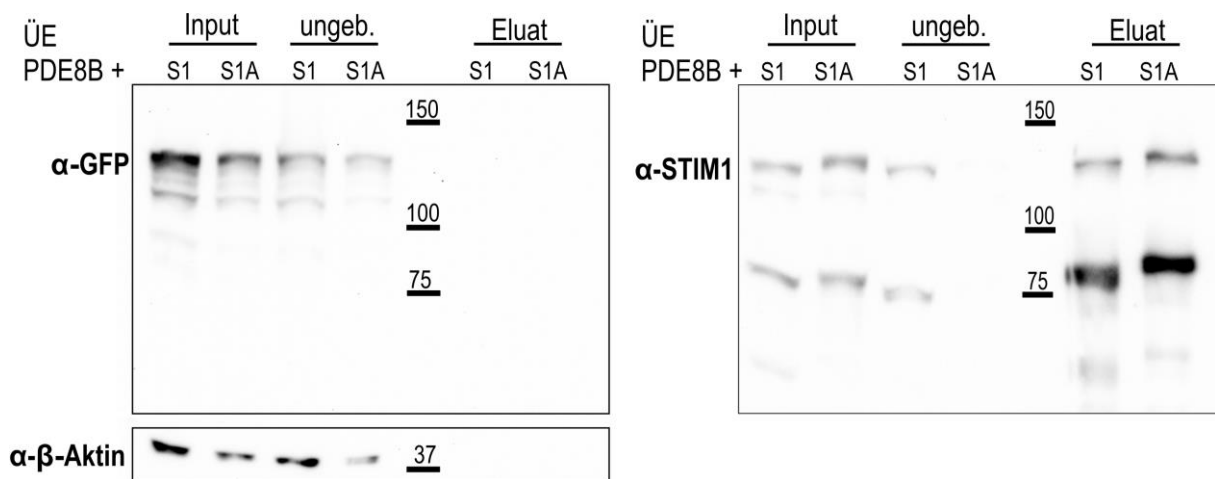 ÜE Input ungeb. Eluat
PDE8B + S1 S1A S1 S1A S1 S1A
150
α-GFP
100
75
α-β-Aktin 37
ÜE Input ungeb. Eluat
PDE8B + S1 S1A S1 S1A S1 S1A
150
α-STIM1
100
75